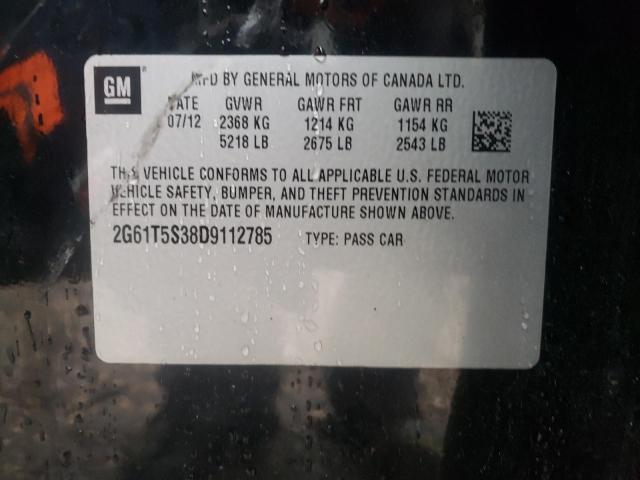 GM ® MFD BY GENERAL MOTORS OF CANADA LTD.
DATE GVWR GAWR FRT GAWR RR
07/12 2368 KG 1214 KG 1154 KG
5218 LB 2675 LB 2543 LB
THIS VEHICLE CONFORMS TO ALL APPLICABLE U.S. FEDERAL MOTOR
VEHICLE SAFETY, BUMPER, AND THEFT PREVENTION STANDARDS IN
EFFECT ON THE DATE OF MANUFACTURE SHOWN ABOVE.
2G61T5S38D9112785 TYPE: PASS CAR